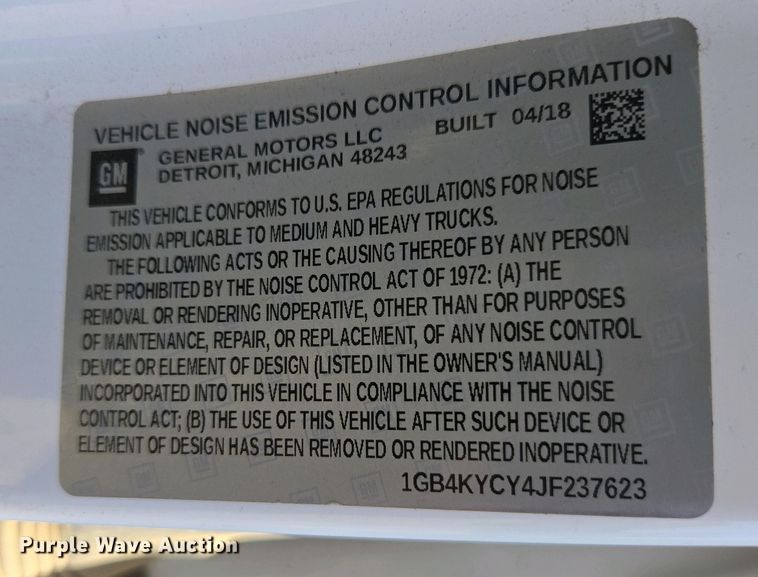 VEHICLE NOISE EMISSION CONTROL INFORMATION
GM
GENERAL MOTORS LLC BUILT 04/18
DETROIT, MICHIGAN 48243
THIS VEHICLE CONFORMS TO U.S. EPA REGULATIONS FOR NOISE
EMISSION APPLICABLE TO MEDIUM AND HEAVY TRUCKS.
THE FOLLOWING ACTS OR THE CAUSING THEREOF BY ANY PERSON
ARE PROHIBITED BY THE NOISE CONTROL ACT OF 1972: (A) THE
REMOVAL OR RENDERING INOPERATIVE, OTHER THAN FOR PURPOSES
OF MAINTENANCE, REPAIR, OR REPLACEMENT, OF ANY NOISE CONTROL
DEVICE OR ELEMENT OF DESIGN (LISTED IN THE OWNER'S MANUAL)
INCORPORATED INTO THIS VEHICLE IN COMPLIANCE WITH THE NOISE
CONTROL ACT; (B) THE USE OF THIS VEHICLE AFTER SUCH DEVICE OR
ELEMENT OF DESIGN HAS BEEN REMOVED OR RENDERED INOPERATIVE.
1GB4KYCY4JF237623
Purple Wave Auction